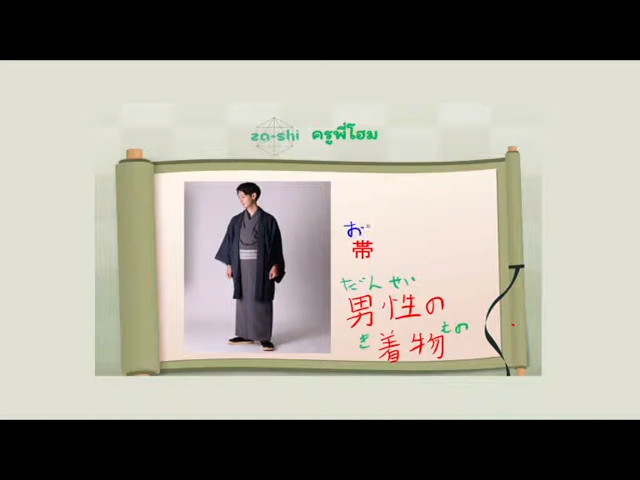 za-shi ครูพี่โฮม
お
帯
だんせい
男性の
き 着物 もの